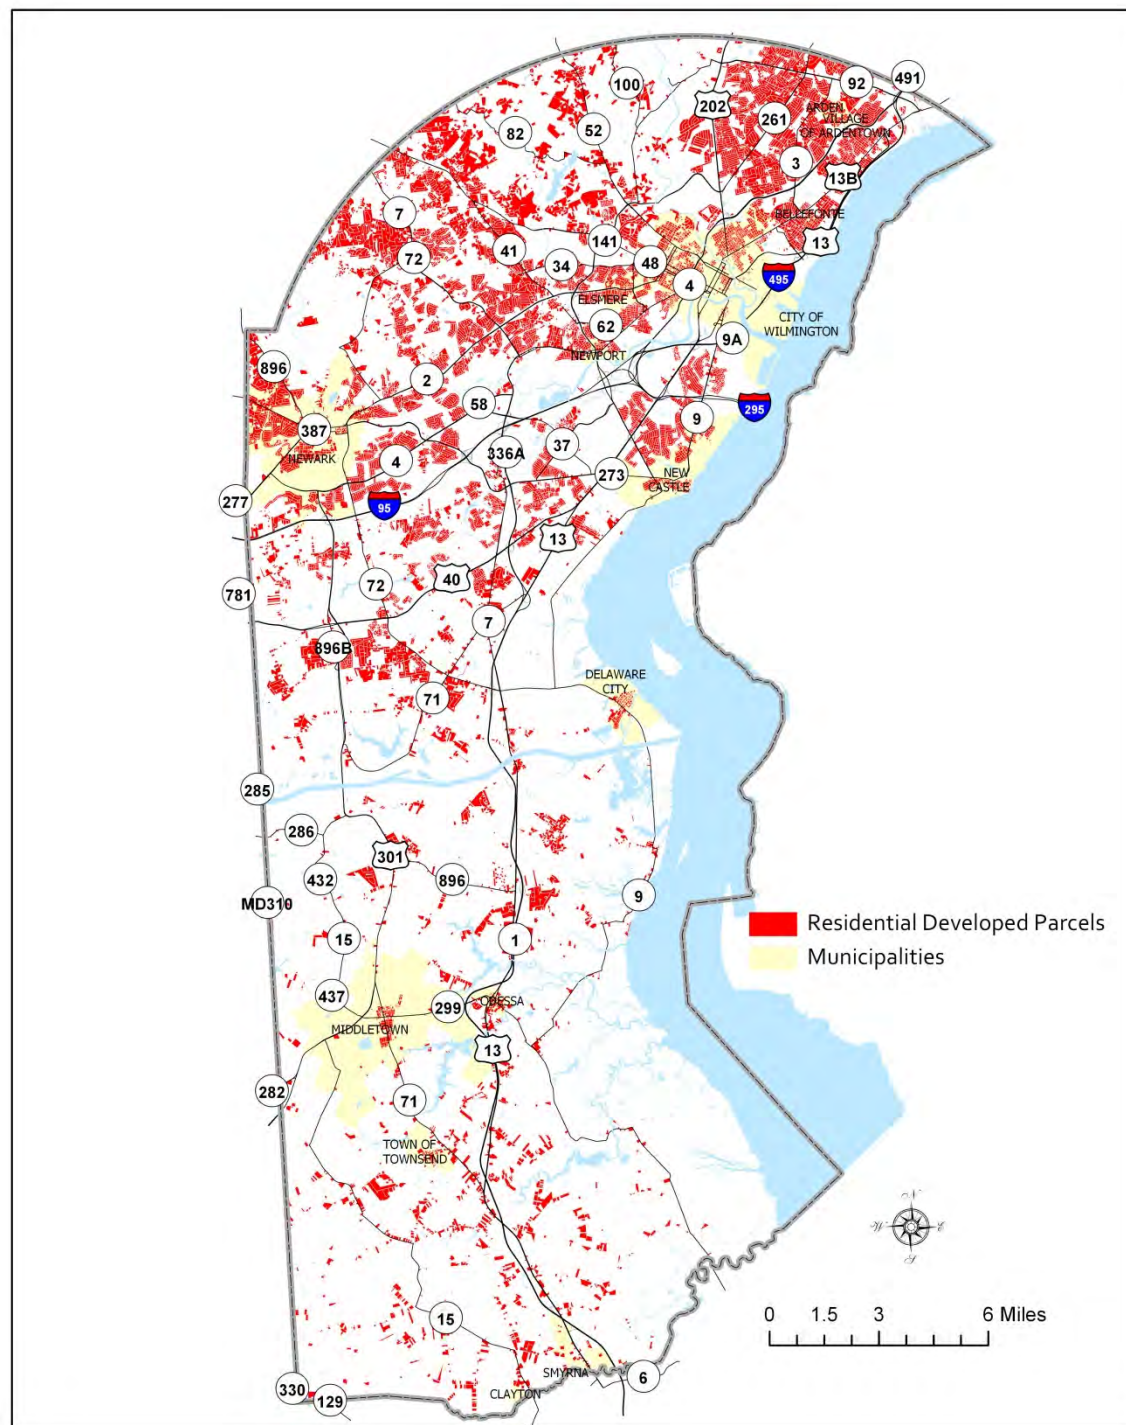 100
92
491
202
ARDEN
261
VILLAGE
OF ARDENTOWN
82
52
3
13B
7
BELLEFONTE
41
141
13
72
34
48
495
4
ELSMERE
CITY OF
WILMINGTON
62
9A
NEWPORT
896
2
58
295
9
387
37
336A
NEWARK
4
273
NEW
CASTLE
277
95
13
40
72
781
7
896B
DELAWARE
CITY
71
285
286
301
432
896
9
MD310
Residential Developed Parcels
15
1
Municipalities
437
299
ODESSA
MIDDLETOWN
13
282
71
TOWN OF
TOWNSEND
N
W
E
S
0 1.5 3 6 Miles
15
SMYRNA
6
330
CLAYTON
129